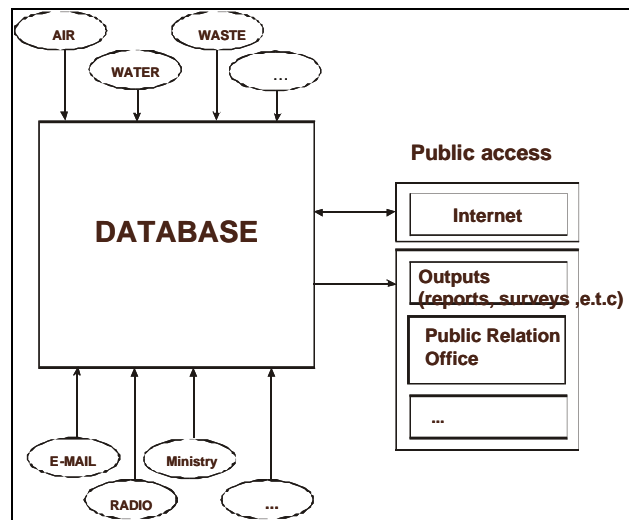 AIR
WASTE
WATER
...
Public access
DATABASE
Internet
Outputs
(reports, surveys ,e.t.c)
Public Relation
Office
...
E-MAIL
Ministry
RADIO
...